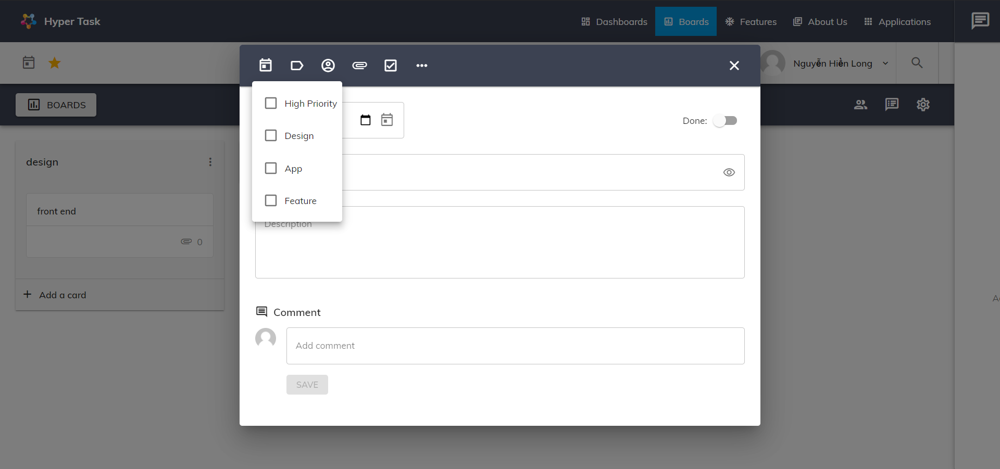 Hyper Task
Dashboards
Boards
Features
About Us
Applications
Nguyễn Hiền Long
BOARDS
High Priority
Design
App
Feature
Done:
design
front end
0
Add a card
Description
Comment
Add comment
SAVE